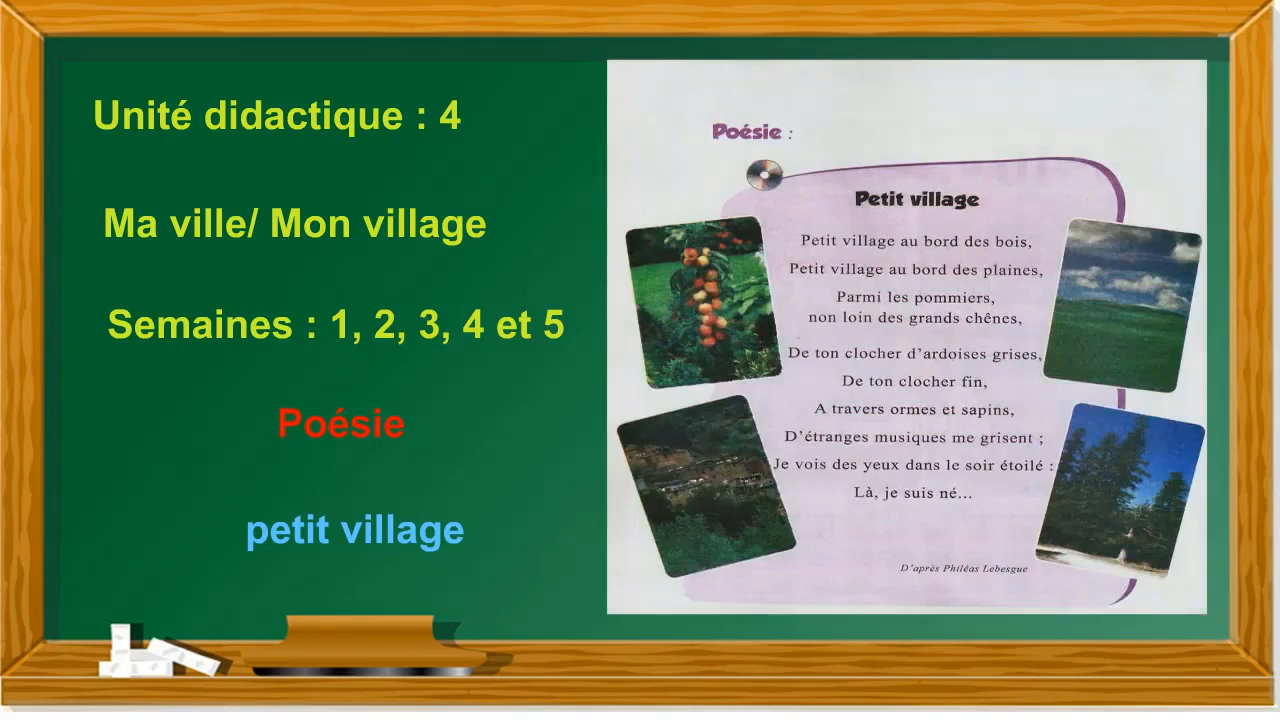 Unité didactique : 4
Ma ville/ Mon village
Semaines : 1, 2, 3, 4 et 5
Poésie
petit village
Poésie :
Petit village
Petit village au bord des bois,
Petit village au bord des plaines,
Parmi les pommiers,
non loin des grands chênes,
De ton clocher d'ardoises grises,
De ton clocher fin,
A travers ormes et sapins,
D'étranges musiques me grisent ;
Je vois des yeux dans le soir étoilé :
Là, je suis né...
D'après Philéas Lebesgue